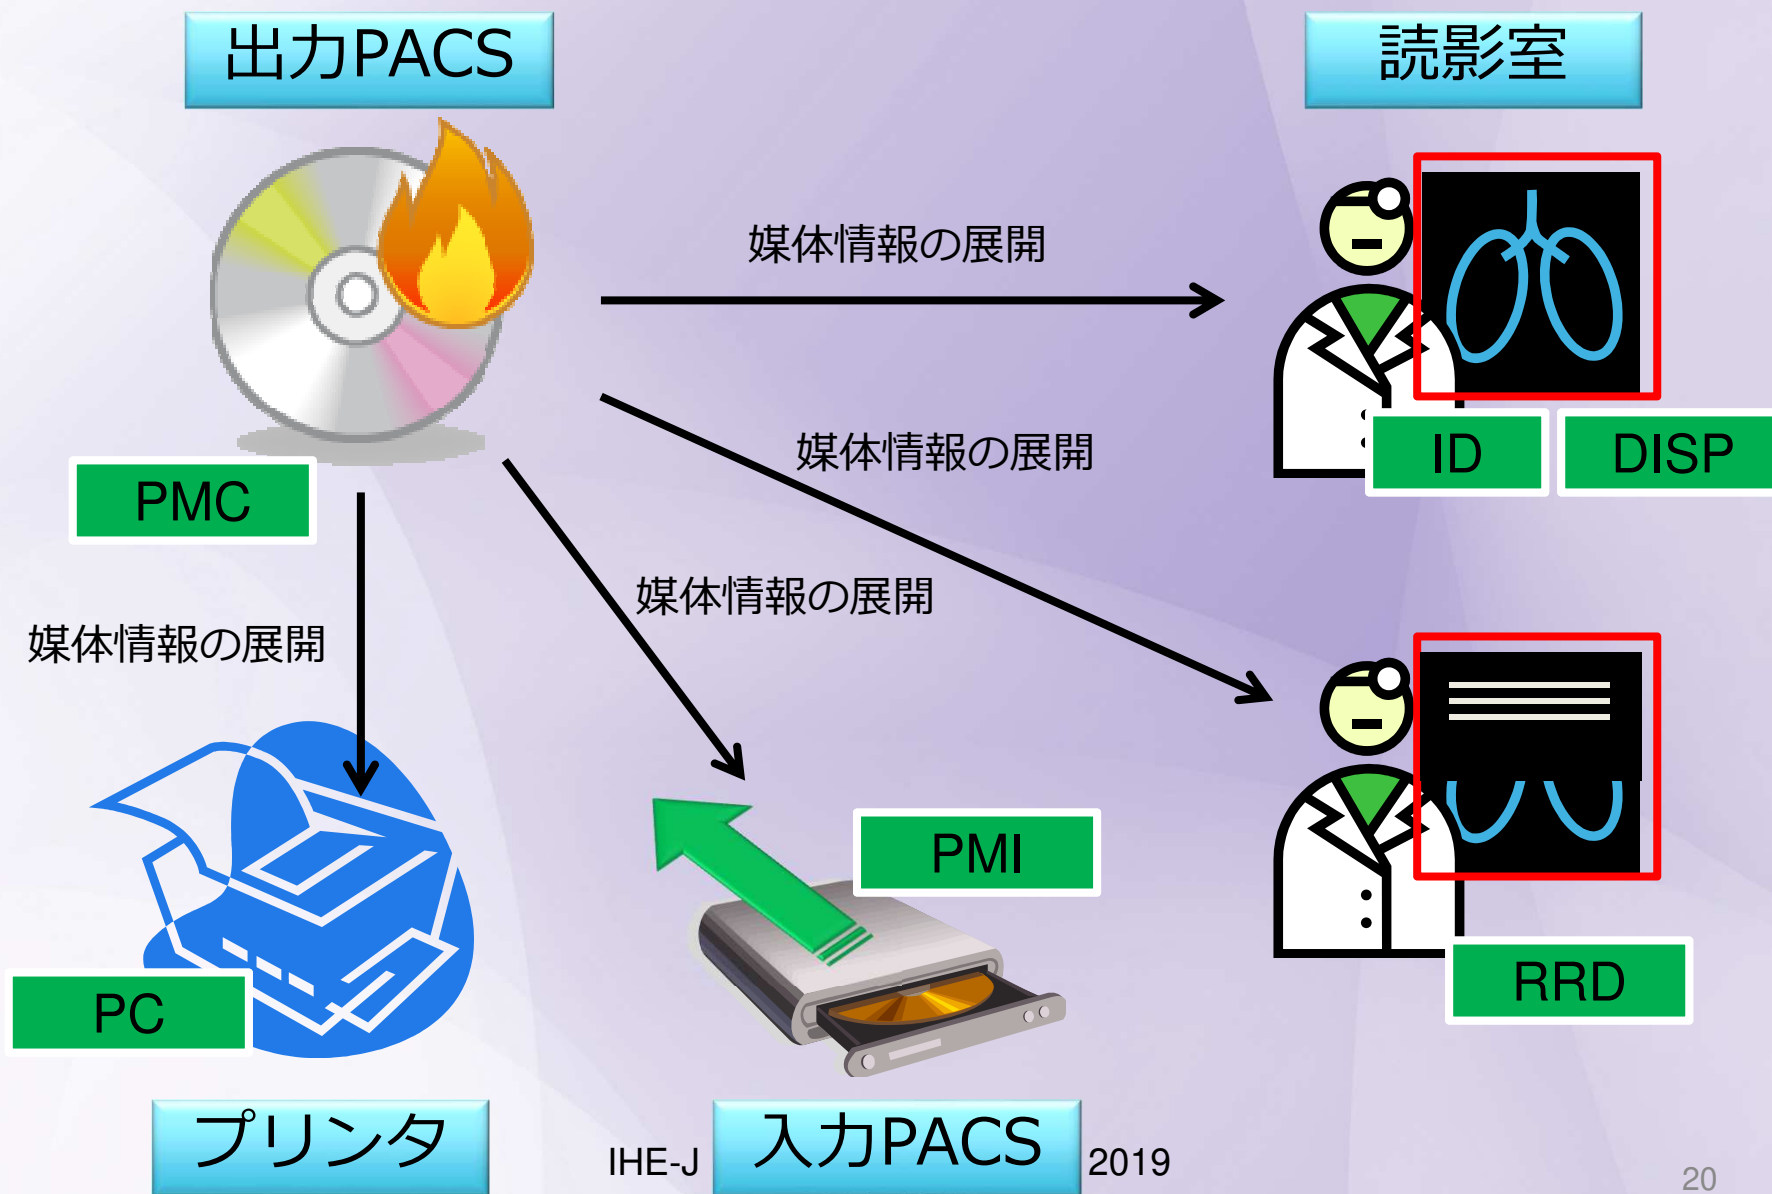 出力PACS
読影室
媒体情報の展開
媒体情報の展開
ID
DISP
PMC
媒体情報の展開
媒体情報の展開
PMI
RRD
PC
プリンタ
IHE-J
入力PACS
2019
20